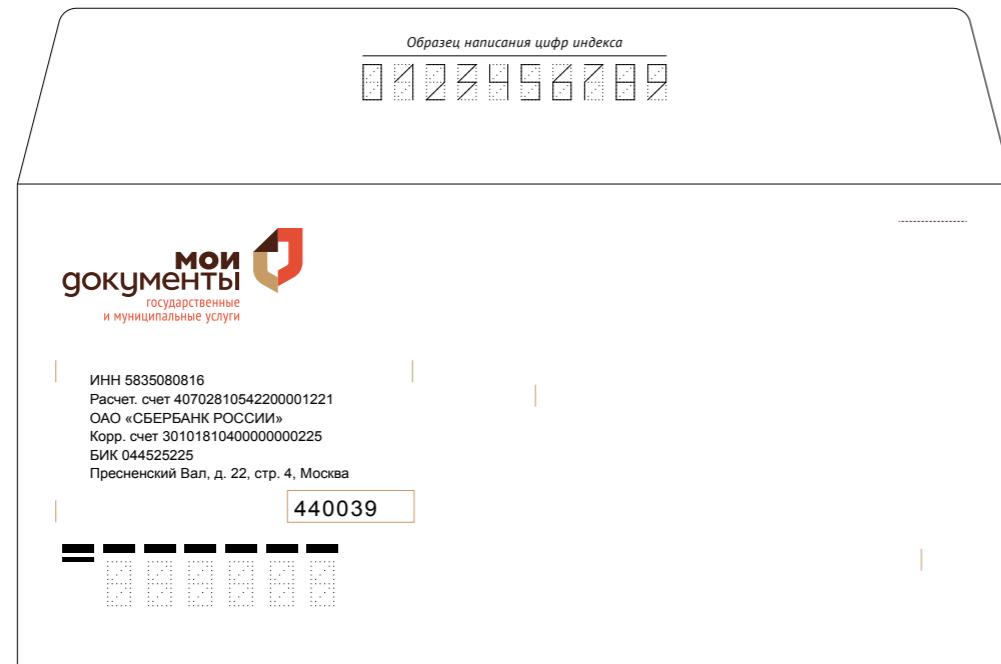 Образец написания цифр индекса
0123456789
мои
документы
государственные
и муниципальные услуги
ИНН 5835080816
Расчет. счет 40702810542200001221
ОАО «СБЕРБАНК РОССИИ»
Корр. счет 30101810400000000225
БИК 044525225
Пресненский Вал, д. 22, стр. 4, Москва
440039